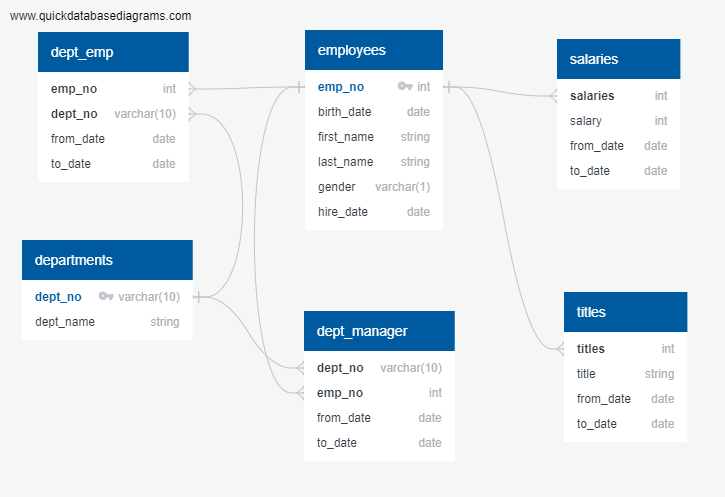 www.quickdatabasediagrams.com
dept_emp
emp_no int
dept_no varchar(10)
from_date date
to_date date
employees
emp_no int
birth_date date
first_name string
last_name string
gender varchar(1)
hire_date date
salaries
salaries int
salary int
from_date date
to_date date
departments
dept_no varchar(10)
dept_name string
dept_manager
dept_no varchar(10)
emp_no int
from_date date
to_date date
titles
titles int
title string
from_date date
to_date date